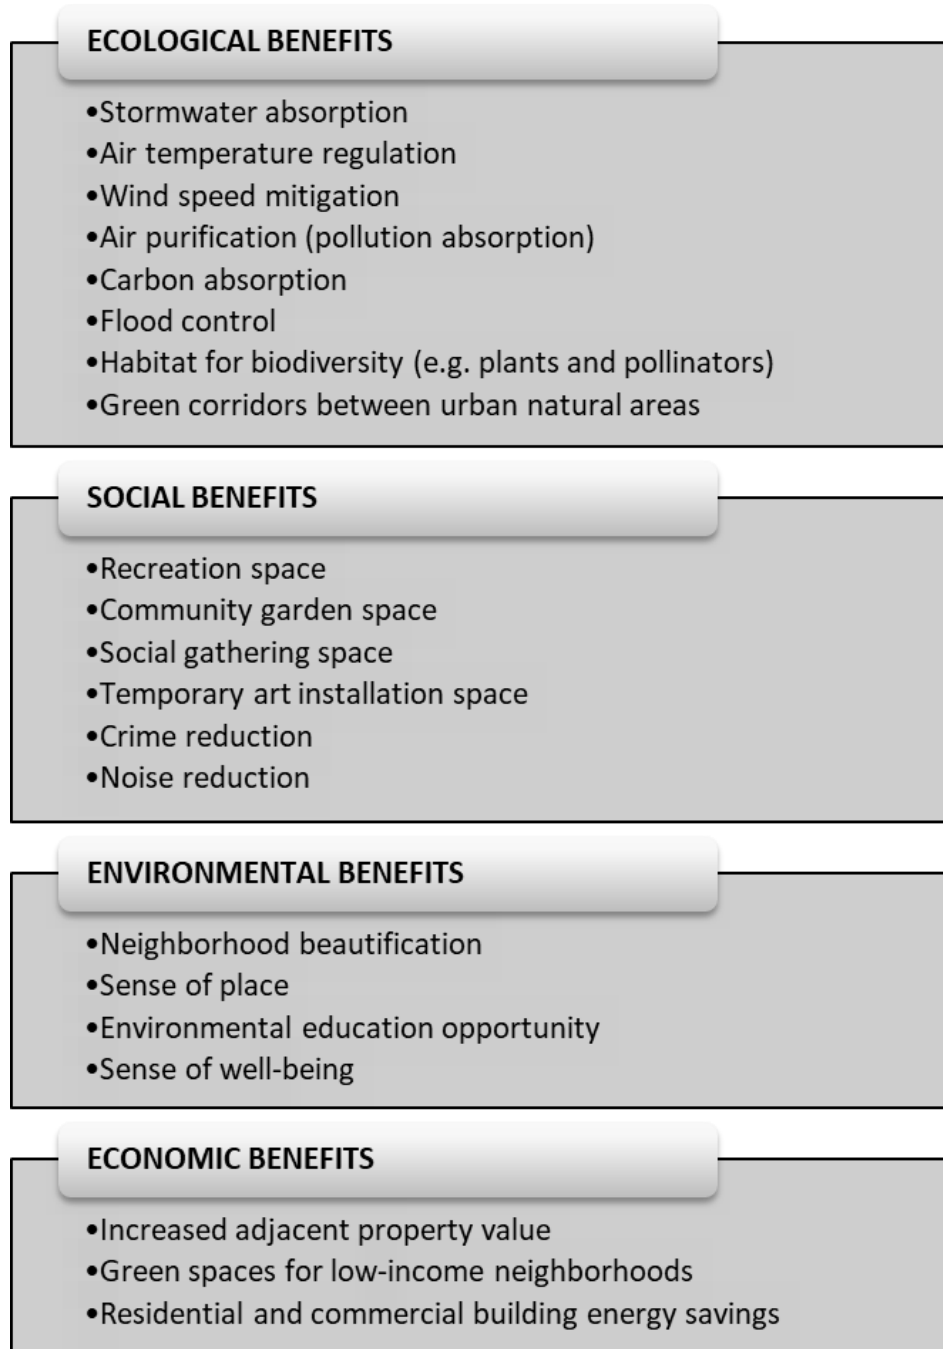 ECOLOGICAL BENEFITS
•Stormwater absorption
•Air temperature regulation
•Wind speed mitigation
•Air purification (pollution absorption)
•Carbon absorption
•Flood control
•Habitat for biodiversity (e.g. plants and pollinators)
•Green corridors between urban natural areas
SOCIAL BENEFITS
•Recreation space
•Community garden space
•Social gathering space
•Temporary art installation space
•Crime reduction
•Noise reduction
ENVIRONMENTAL BENEFITS
•Neighborhood beautification
•Sense of place
•Environmental education opportunity
•Sense of well-being
ECONOMIC BENEFITS
•Increased adjacent property value
•Green spaces for low-income neighborhoods
•Residential and commercial building energy savings